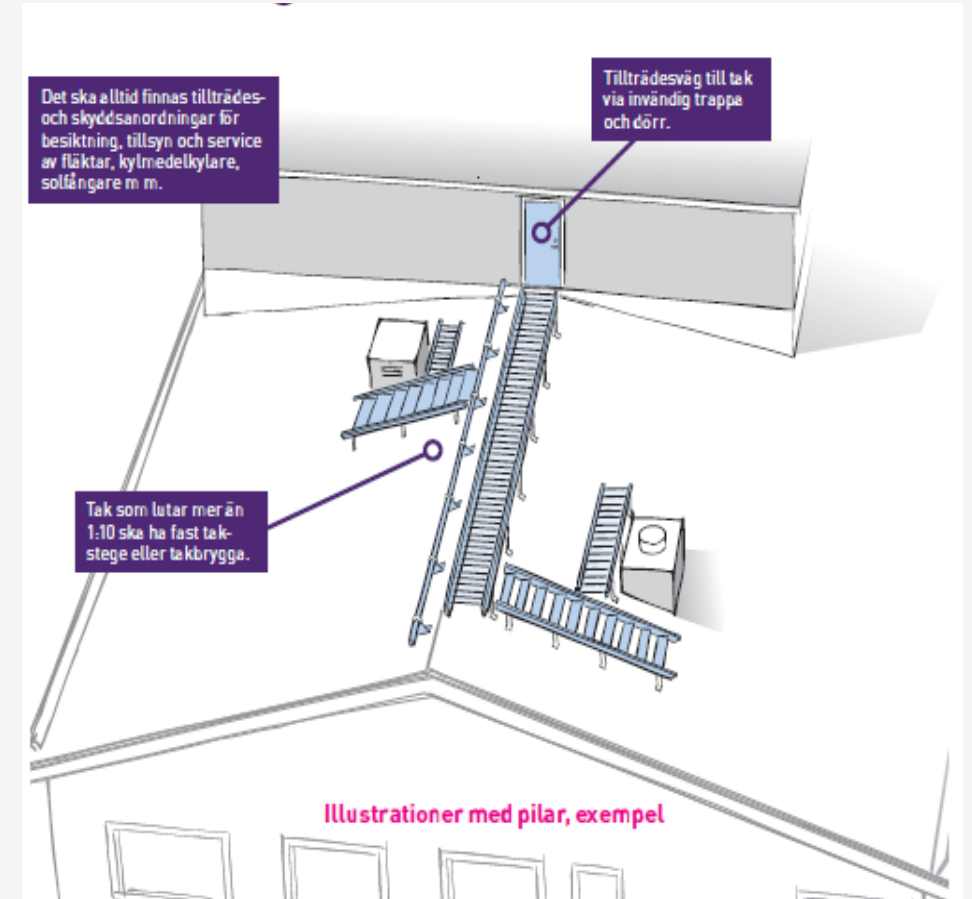 Det ska alltid finnas tillträdes-
och skyddsanordningar för
besiktning, tillsyn och service
av fläktar, kylmedelkylare,
solfångare m m.
Tillträdesväg till tak
via invändig trappa
och dörr.
Tak som lutar mer än
1:10 ska ha fast tak-
stege eller takbrygga.
Illustrationer med pilar, exempel